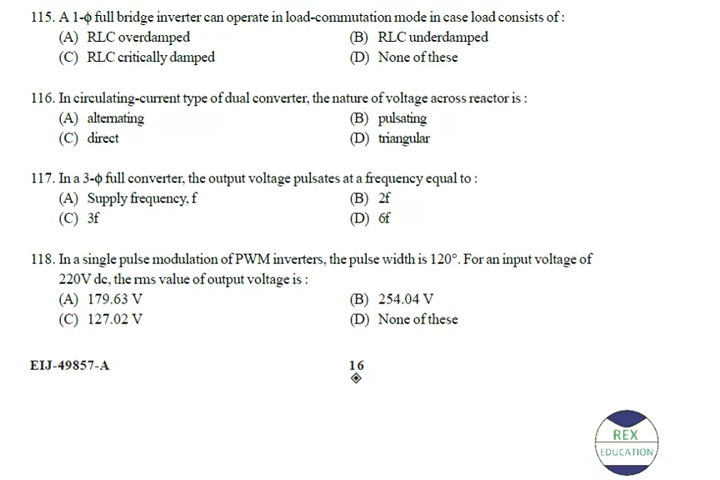 115. A 1-ϕ full bridge inverter can operate in load-commutation mode in case load consists of :
(A) RLC overdamped (B) RLC underdamped
(C) RLC critically damped (D) None of these
116. In circulating-current type of dual converter, the nature of voltage across reactor is :
(A) alternating (B) pulsating
(C) direct (D) triangular
117. In a 3-ϕ full converter, the output voltage pulsates at a frequency equal to :
(A) Supply frequency, f (B) 2f
(C) 3f (D) 6f
118. In a single pulse modulation of PWM inverters, the pulse width is 120°. For an input voltage of
220V dc, the rms value of output voltage is :
(A) 179.63 V (B) 254.04 V
(C) 127.02 V (D) None of these
EIJ-49857-A 16
REX
EDUCATION